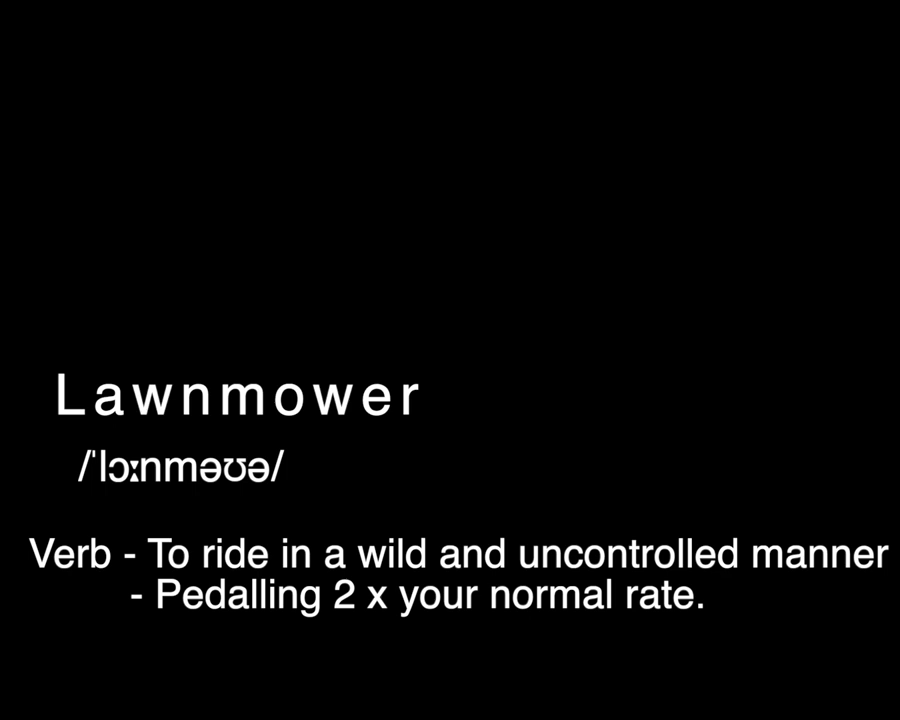 Lawnmower
/ˈlɔːnməʊə/
Verb - To ride in a wild and uncontrolled manner
- Pedalling 2 x your normal rate.